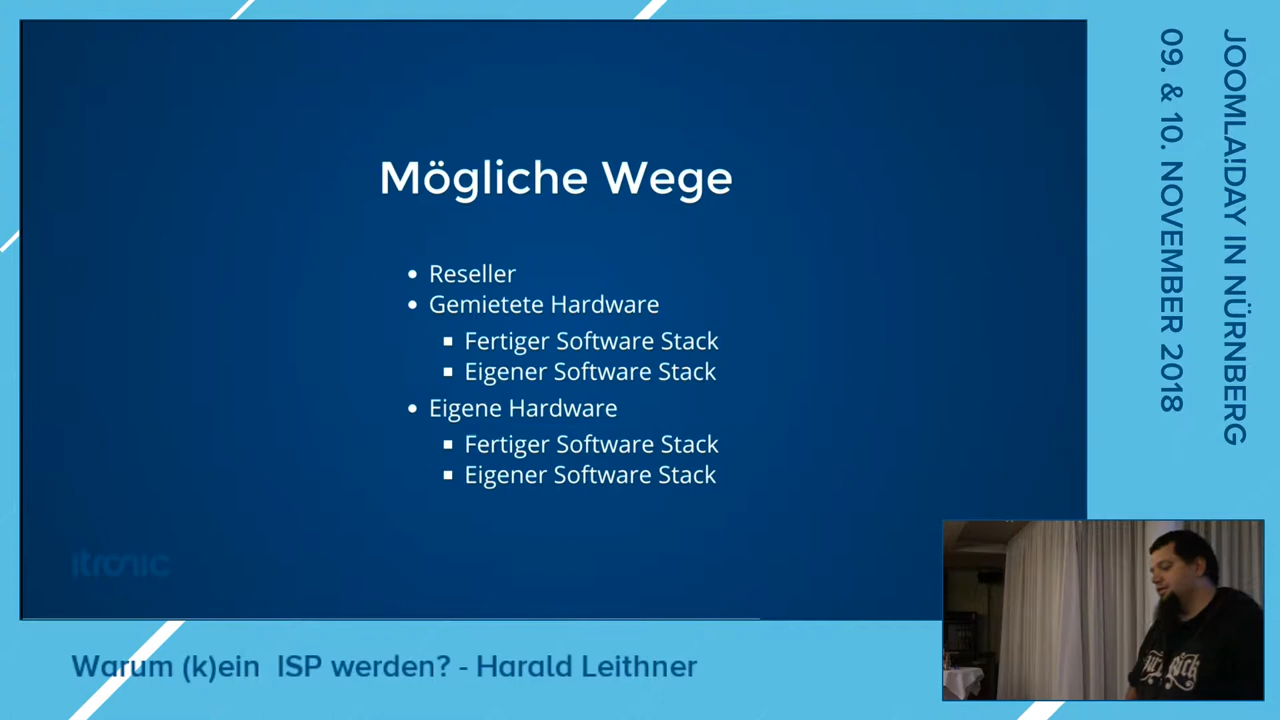 Mögliche Wege
Reseller
Gemietete Hardware
Fertiger Software Stack
Eigener Software Stack
Eigene Hardware
Fertiger Software Stack
Eigener Software Stack
itronic
Warum (k)ein ISP werden? - Harald Leithner
JOOMLA!DAY IN NÜRNBERG
09. & 10. NOVEMBER 2018